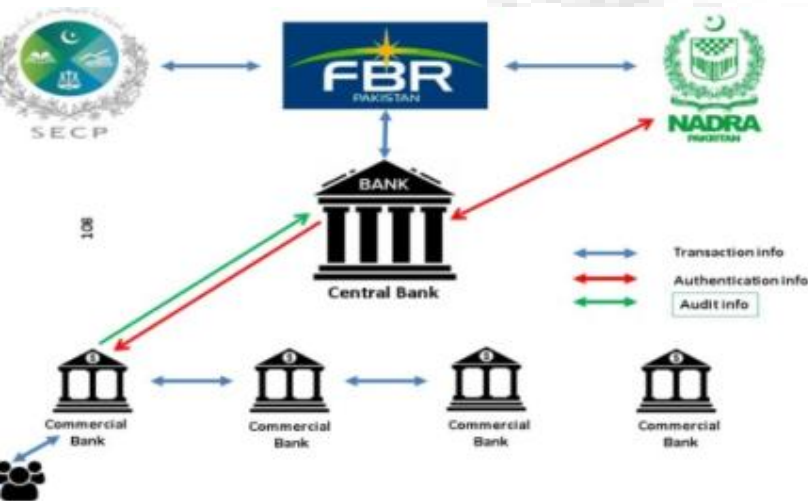 SECP
FBR
PAKISTAN
NADRA
PAKISTAN
BANK
Central Bank
108
Transaction info
Authentication info
Audit info
$
$
$
$
Commercial
Bank
Commercial
Bank
Commercial
Bank
Commercial
Bank